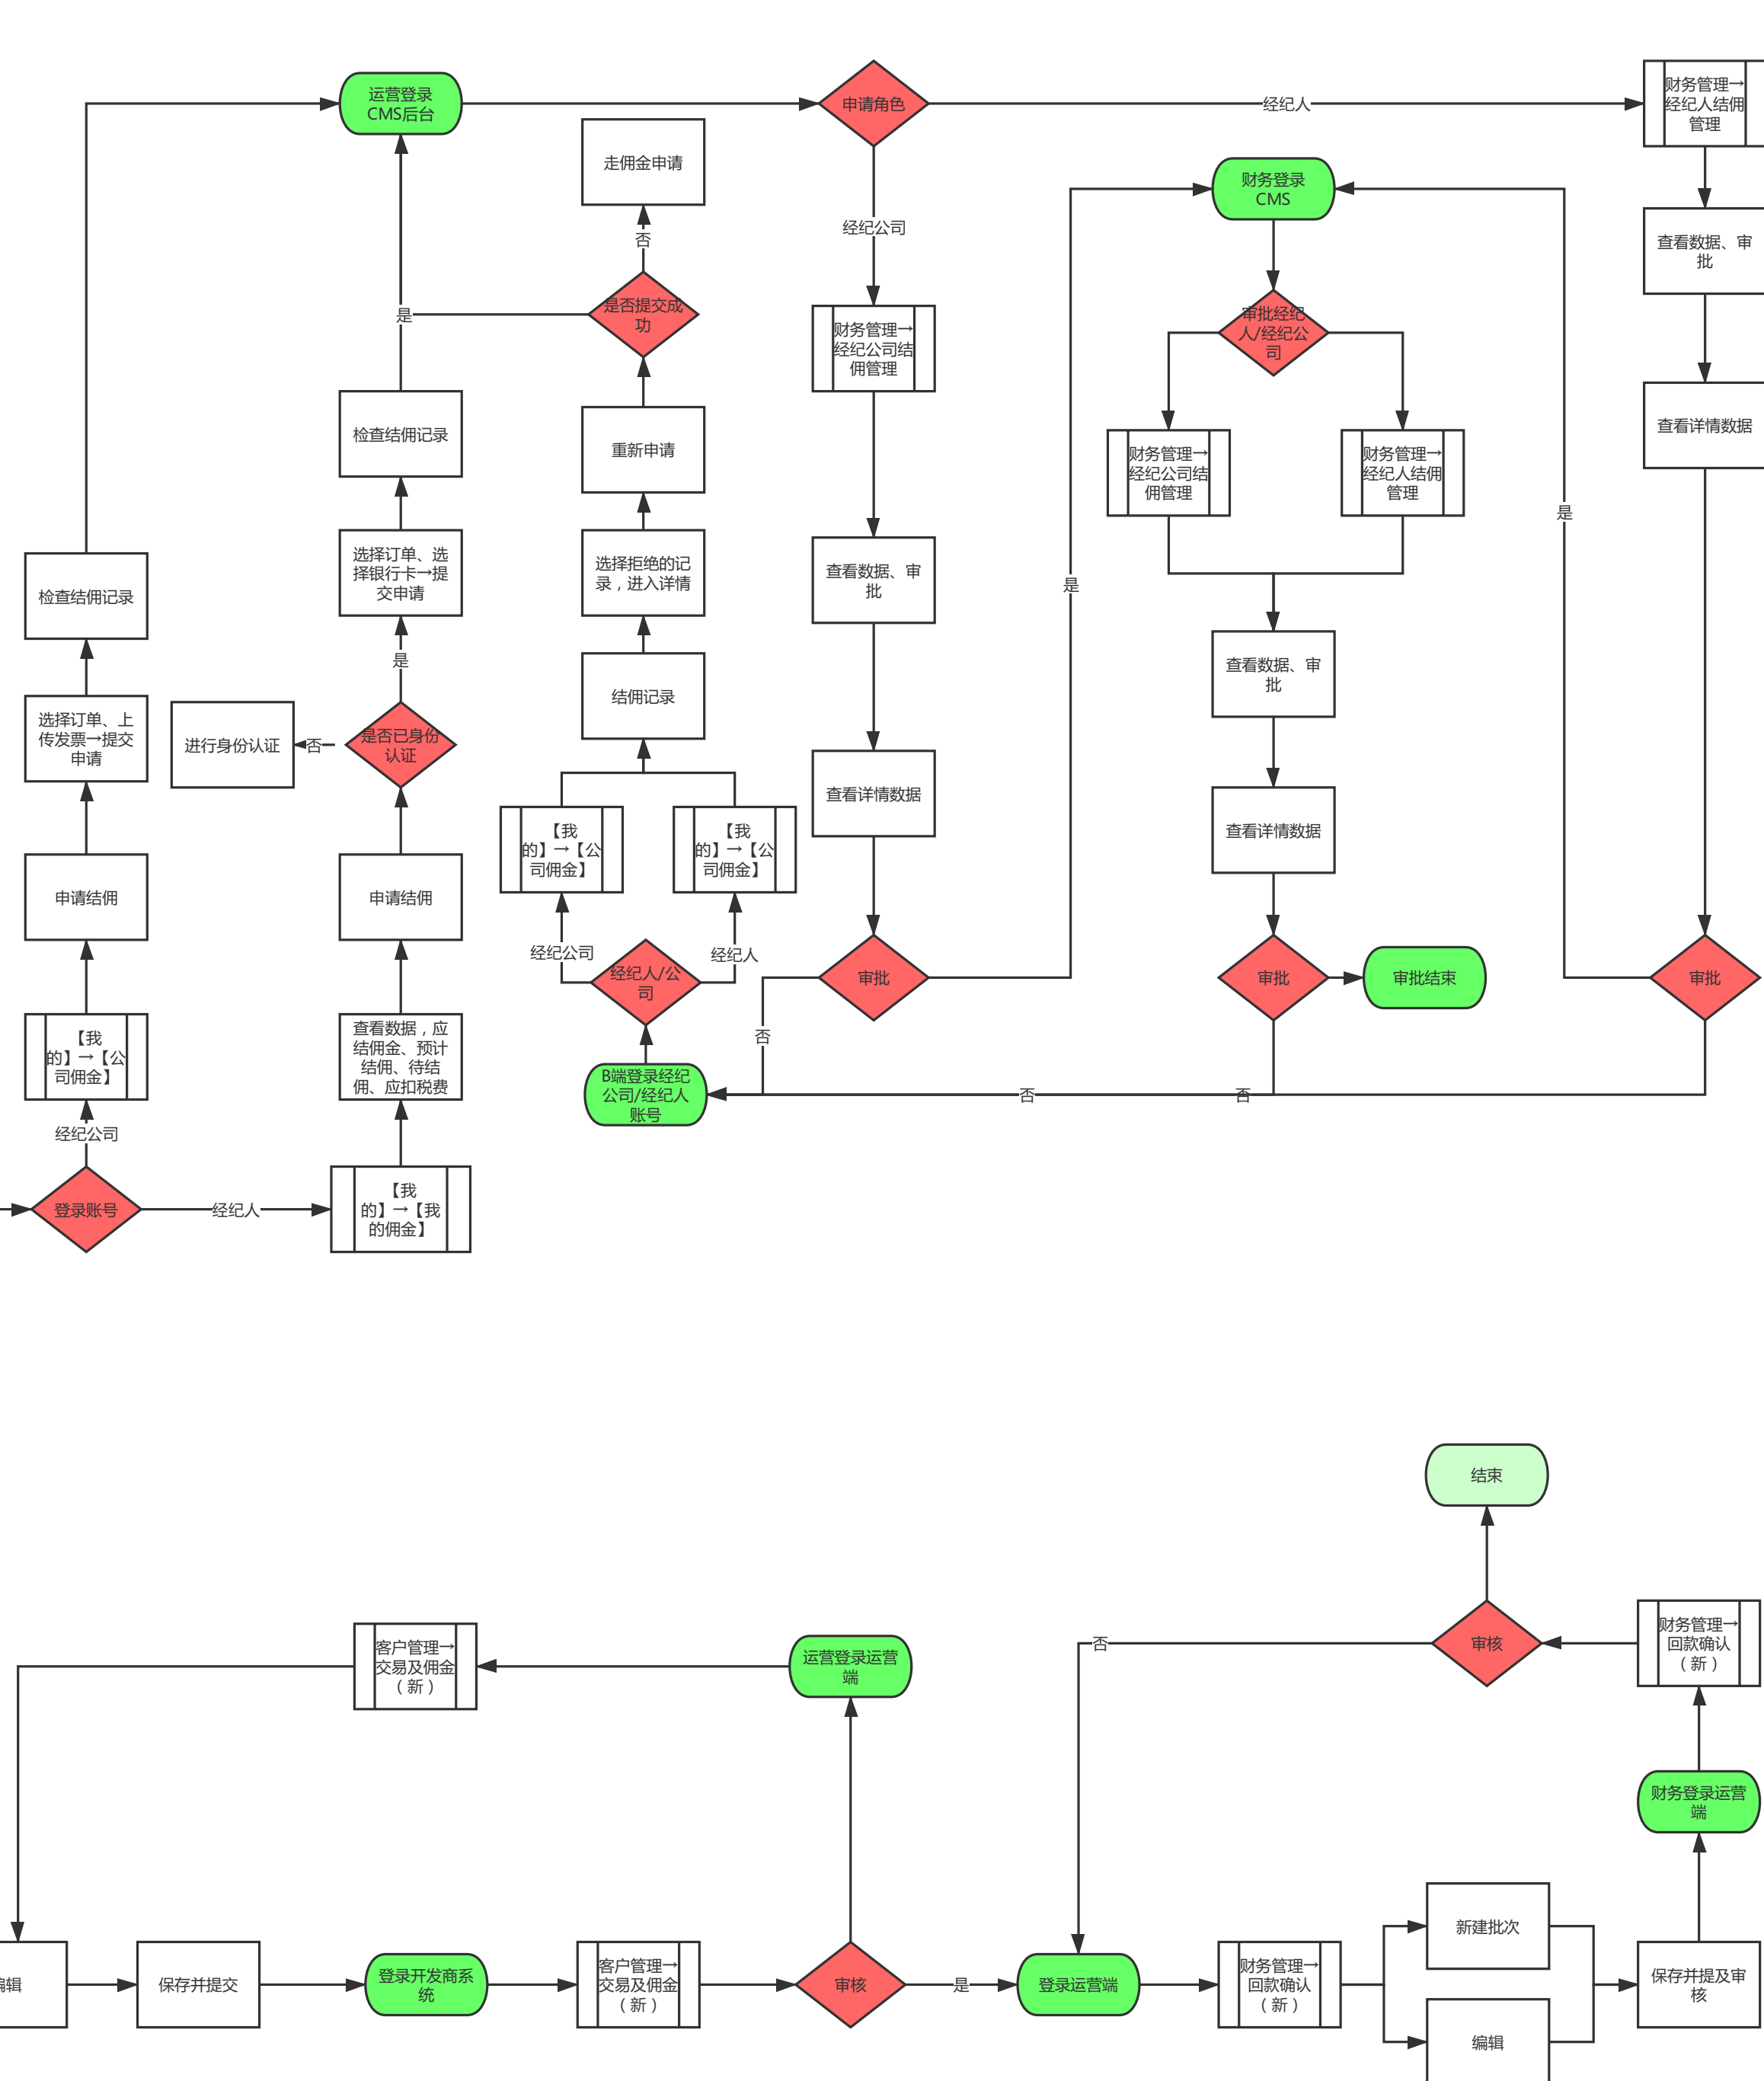 运营登录
CMS后台
申请角色
经纪人
财务管理→
经纪人结佣
管理
走佣金申请
否
是否提交成
功
是
经纪公司
财务登录
CMS
查看数据、审
批
审批经纪
人/经纪公
司
财务管理→
经纪公司结
佣管理
检查结佣记录
重新申请
财务管理→
经纪公司结
佣管理
财务管理→
经纪人结佣
管理
查看详情数据
是
检查结佣记录
选择订单、选
择银行卡→提
交申请
选择拒绝的记
录，进入详情
查看数据、审
批
是
是
结佣记录
查看数据、审
批
选择订单、上
传发票→提交
申请
进行身份认证
否
是否已身份
认证
查看详情数据
查看详情数据
【我
的】→【公
司佣金】
【我
的】→【公
司佣金】
申请结佣
申请结佣
经纪公司
经纪人/公
司
经纪人
审批
审批
审批结束
审批
【我
的】→【公
司佣金】
查看数据，应
结佣金、预计
结佣、待结
佣、应扣税费
否
B端登录经纪
公司/经纪人
账号
否
否
经纪公司
登录账号
经纪人
【我
的】→【我
的佣金】
结束
客户管理→
交易及佣金
（新）
运营登录运营
端
否
审核
财务管理→
回款确认
（新）
财务登录运营
端
新建批次
编辑
保存并提交
登录开发商系
统
客户管理→
交易及佣金
（新）
审核
是
登录运营端
财务管理→
回款确认
（新）
保存并提及审
核
编辑